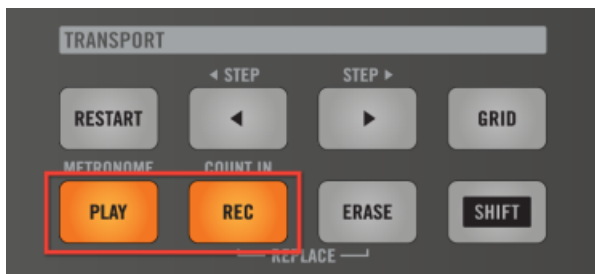 TRANSPORT
◂ STEP STEP ▸
RESTART ◀ ▶ GRID
METRONOME COUNT IN
PLAY REC ERASE SHIFT
REPLACE